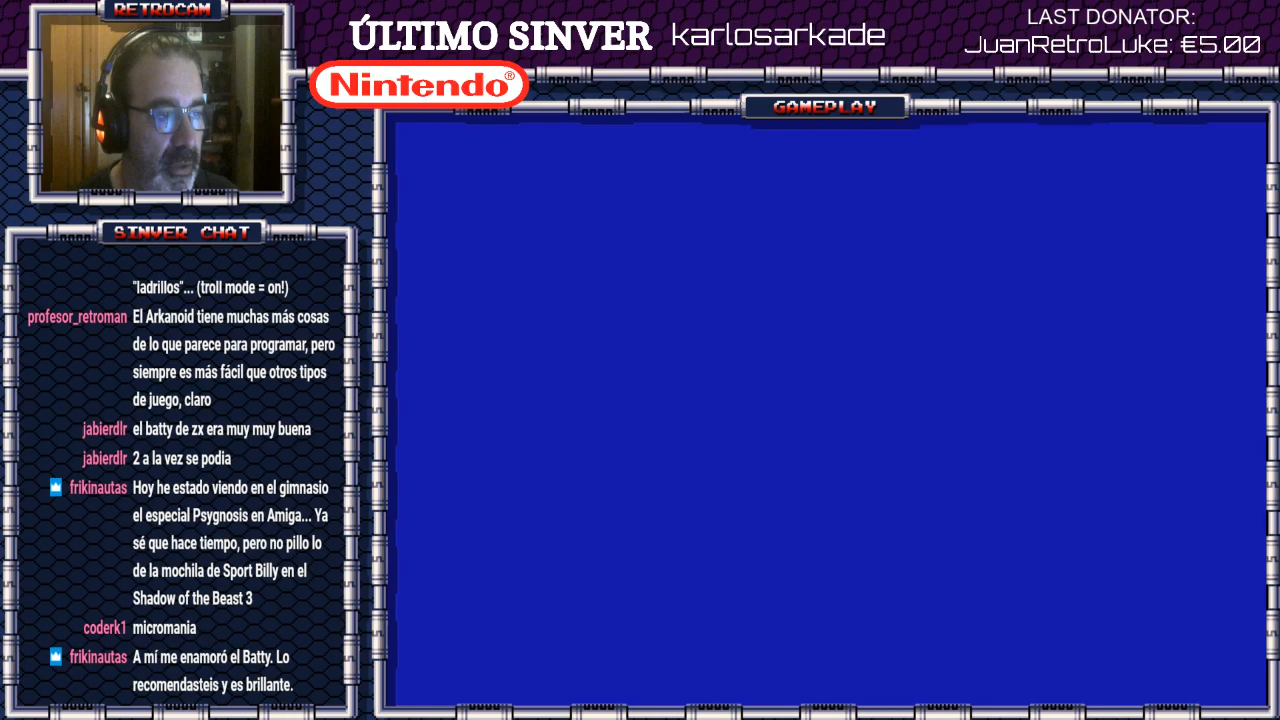 RETROCAM
ÚLTIMO SINVER karlosarkade
LAST DONATOR:
JuanRetroLuke: €5.00
Nintendo®
GAMEPLAY
SINVER CHAT
"ladrillos"... (troll mode = on!)
profesor_retroman El Arkanoid tiene muchas más cosas
de lo que parece para programar, pero
siempre es más fácil que otros tipos
de juego, claro
jabierdlr el batty de zx era muy muy buena
jabierdlr 2 a la vez se podia
frikinautas Hoy he estado viendo en el gimnasio
el especial Psygnosis en Amiga... Ya
sé que hace tiempo, pero no pillo lo
de la mochila de Sport Billy en el
Shadow of the Beast 3
coderk1 micromania
frikinautas A mí me enamoró el Batty. Lo
recomendasteis y es brillante.